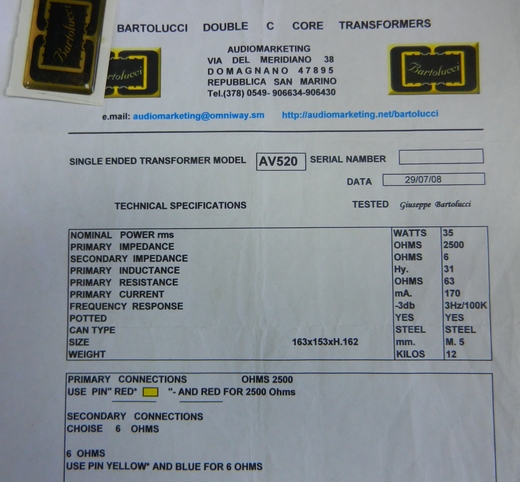 BARTOLUCCI DOUBLE C CORE TRANSFORMERS
Bartolucci
Bartolucci
Bartolucci
AUDIOMARKETING
VIA DEL MERIDIANO 38
DOMAGNANO 47895
REPUBBLICA SAN MARINO
Tel.(378) 0549- 906634-906430
e.mail: audiomarketing@omniway.sm http://audiomarketing.net/bartolucci
SINGLE ENDED TRANSFORMER MODEL AV520 SERIAL NUMBER
DATA 29/07/08
TECHNICAL SPECIFICATIONS TESTED Giuseppe Bartolucci
NOMINAL POWER rms WATTS 35
PRIMARY IMPEDANCE OHMS 2500
SECONDARY IMPEDANCE OHMS 6
PRIMARY INDUCTANCE Hy. 31
PRIMARY RESISTANCE OHMS 63
PRIMARY CURRENT mA. 170
FREQUENCY RESPONSE -3db 3Hz/100K
POTTED YES YES
CAN TYPE STEEL STEEL
SIZE 163x153xH.162 mm. M. 5
WEIGHT KILOS 12
PRIMARY CONNECTIONS OHMS 2500
USE PIN" RED* "- AND RED FOR 2500 Ohms
SECONDARY CONNECTIONS
CHOISE 6 OHMS
6 OHMS
USE PIN YELLOW* AND BLUE FOR 6 OHMS